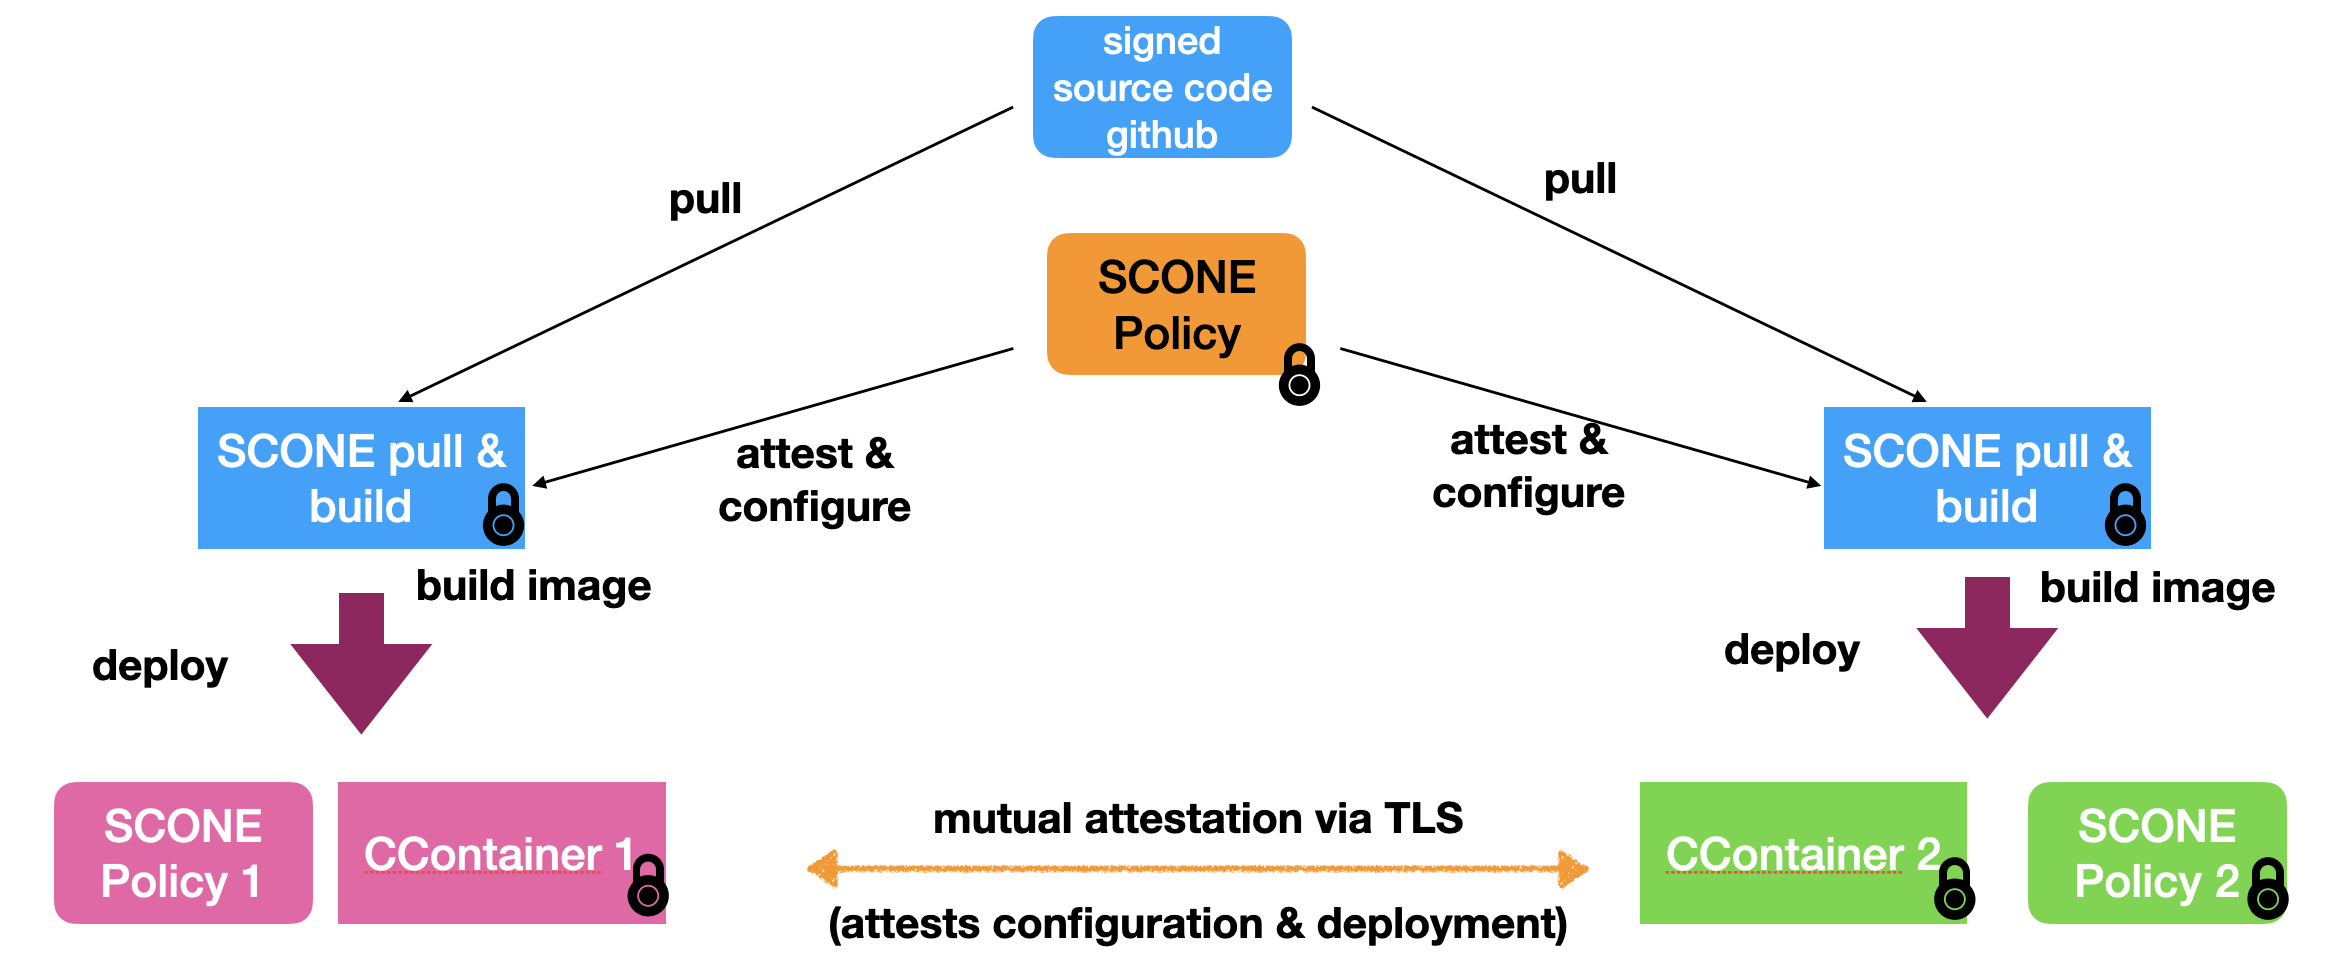 signed
source code
github
pull
pull
SCONE
Policy
SCONE pull &
build
attest &
configure
attest &
configure
SCONE pull &
build
build image
deploy
build image
deploy
SCONE
Policy 1
CContainer 1
mutual attestation via TLS
(attests configuration & deployment)
CContainer 2
SCONE
Policy 2